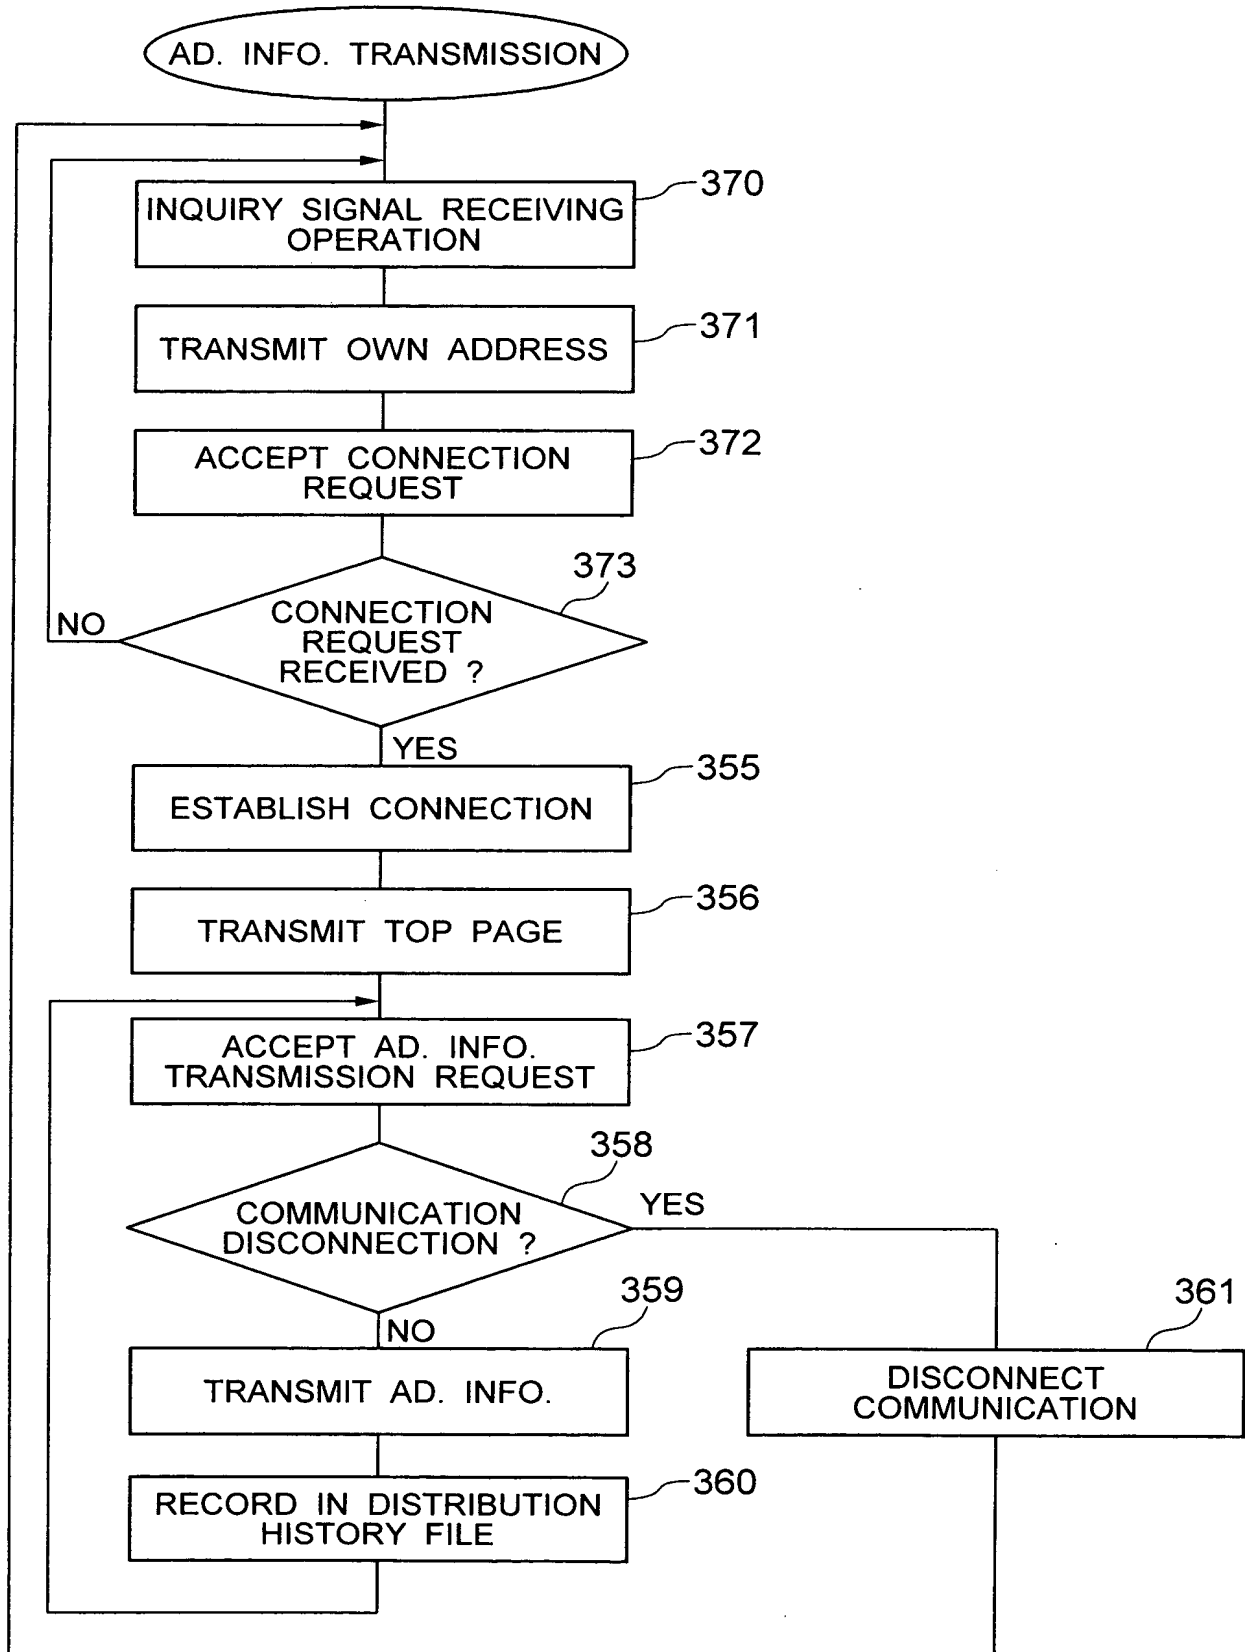 AD. INFO. TRANSMISSION
370
INQUIRY SIGNAL RECEIVING
OPERATION
371
TRANSMIT OWN ADDRESS
372
ACCEPT CONNECTION
REQUEST
373
CONNECTION
REQUEST
RECEIVED ?
NO
YES
355
ESTABLISH CONNECTION
356
TRANSMIT TOP PAGE
357
ACCEPT AD. INFO.
TRANSMISSION REQUEST
358
COMMUNICATION
DISCONNECTION ?
YES
NO
359
TRANSMIT AD. INFO.
361
DISCONNECT
COMMUNICATION
360
RECORD IN DISTRIBUTION
HISTORY FILE